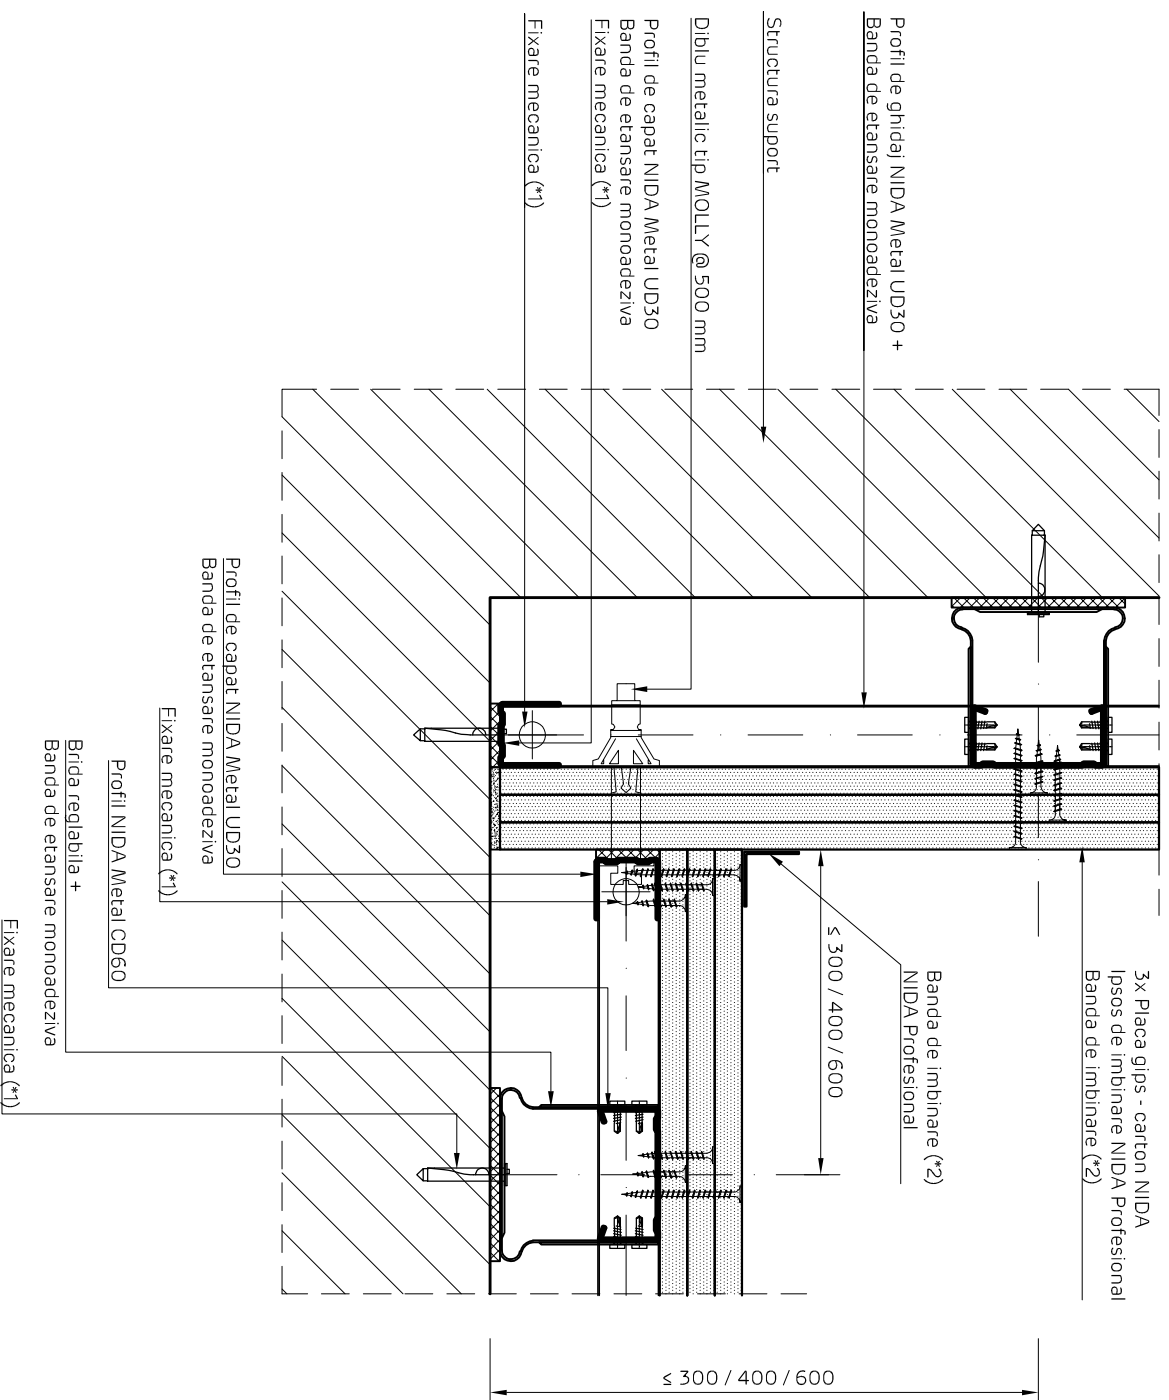 Profil de ghidaj NIDA Metal UD30 +
Banda de etansare monoadeziva
Structura suport
Diblu metalic tip MOLLY @ 500 mm
Profil de capat NIDA Metal UD30
Banda de etansare monoadeziva
Fixare mecanica (*1)
Fixare mecanica (*1)
3x Placa gips - carton NIDA
Ipsos de imbinare NIDA Profesional
Banda de imbinare (*2)
Banda de imbinare (*2)
NIDA Profesional
≤ 300 / 400 / 600
≤ 300 / 400 / 600
Profil de capat NIDA Metal UD30
Banda de etansare monoadeziva
Fixare mecanica (*1)
Profil NIDA Metal CD60
Brida reglabila +
Banda de etansare monoadeziva
Fixare mecanica (*1)